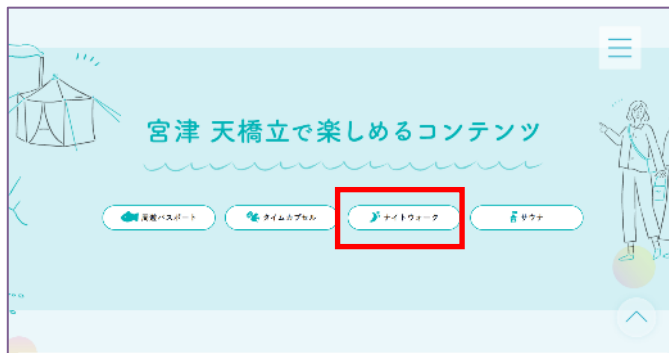 宮津 天橋立で楽しめるコンテンツ
周遊パスポート
タイムカプセル
ナイトウォーク
サウナ